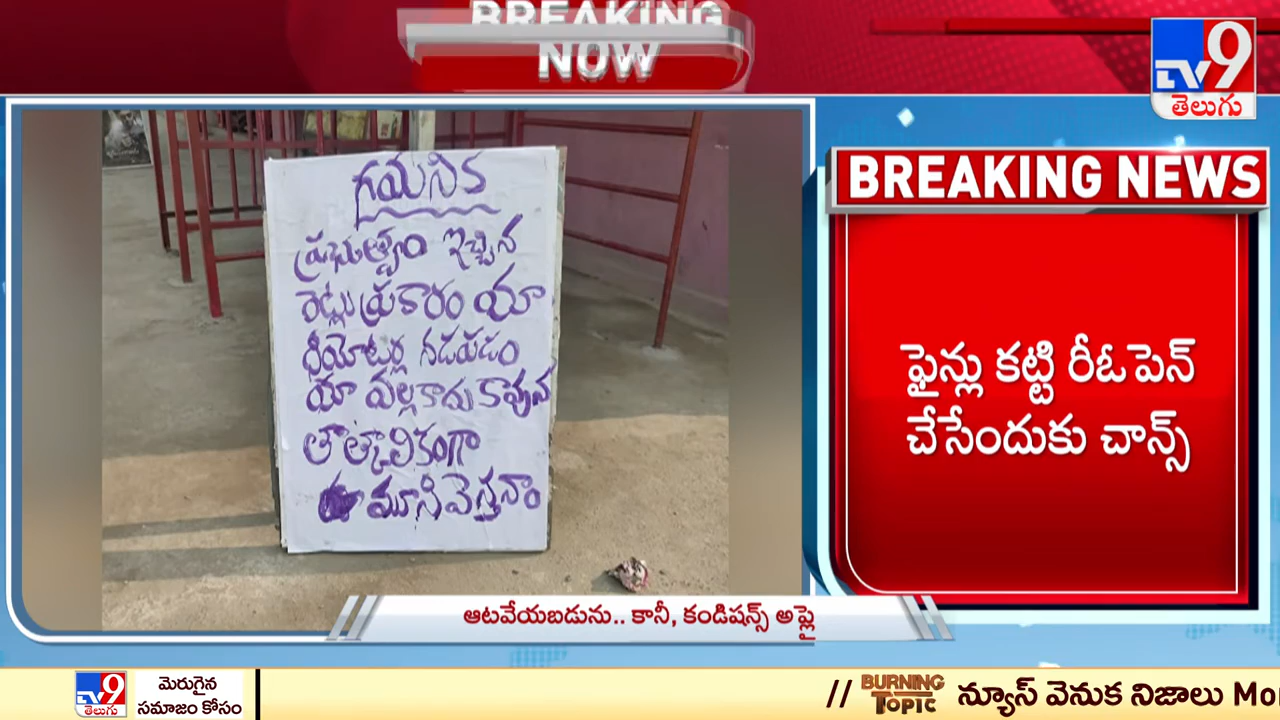 BREAKING
NOW
TV9
తెలుగు
గమనిక
ప్రభుత్వం ఇచ్చిన
రెట్లు ప్రకారం యా
ధీయోటర్ల నడపడం
యా వల్లకాదు కావున
తాత్కాలికంగా
మూసివెస్తనాం
BREAKING NEWS
ఫైన్లు కట్టి రీఓపెన్
చేసేందుకు చాన్స్
ఆటవేయబడును.. కానీ, కండిషన్స్ అప్లై
TV9
తెలుగు
మెరుగైన
సమాజం కోసం
// BURNING TOPIC న్యూస్ వెనుక నిజాలు